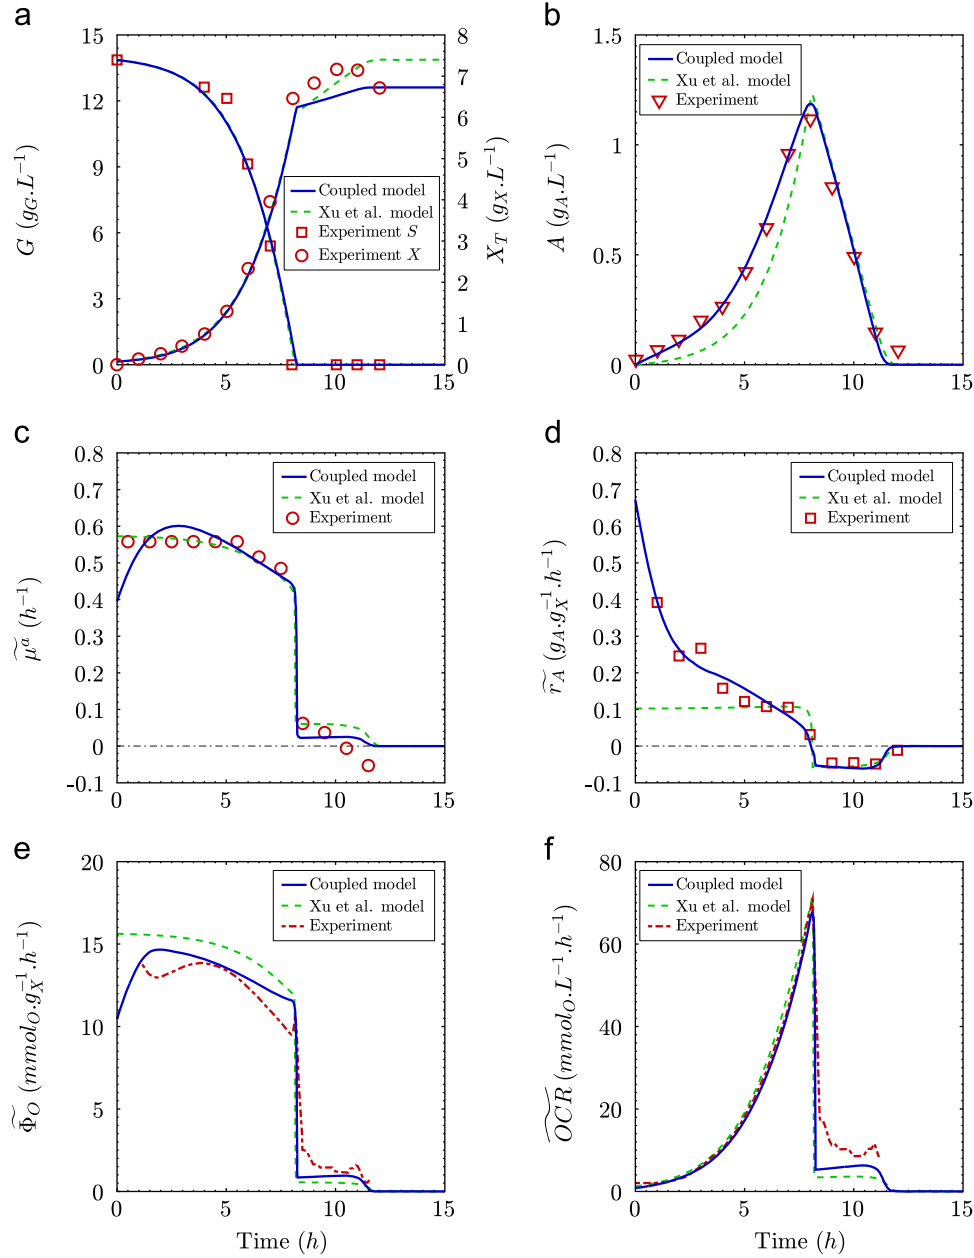 a
15
12
9
6
3
0
G (g_G.L^{-1})
8
7
6
5
4
3
2
1
0
X_T (g_X.L^{-1})
Coupled model
Xu et al. model
Experiment S
Experiment X
0 5 10 15
b
1.5
1
0.5
0
A (g_A.L^{-1})
Coupled model
Xu et al. model
Experiment
0 5 10 15
c
0.8
0.7
0.6
0.5
0.4
0.3
0.2
0.1
0
-0.1
\widetilde{μ^a} (h^{-1})
Coupled model
Xu et al. model
Experiment
0 5 10 15
d
0.8
0.7
0.6
0.5
0.4
0.3
0.2
0.1
0
-0.1
\widetilde{r_A} (g_A.g_X^{-1}.h^{-1})
Coupled model
Xu et al. model
Experiment
0 5 10 15
e
20
15
10
5
0
\widetilde{Φ_O} (mmol_O.g_X^{-1}.h^{-1})
Coupled model
Xu et al. model
Experiment
0 5 10 15
Time (h)
f
80
60
40
20
0
\widetilde{OCR} (mmol_O.L^{-1}.h^{-1})
Coupled model
Xu et al. model
Experiment
0 5 10 15
Time (h)